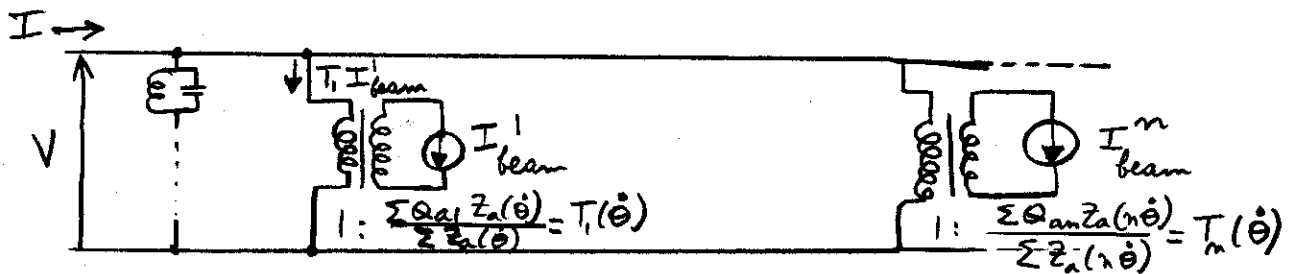 I →
V
T₁ I¹beam
I¹beam
1 : ΣQa1 Za(θ̇) / ΣZa(θ̇) = T₁(θ̇)
Iⁿbeam
1 : ΣQan Za(nθ̇) / ΣZa(nθ̇) = Tn(θ̇)